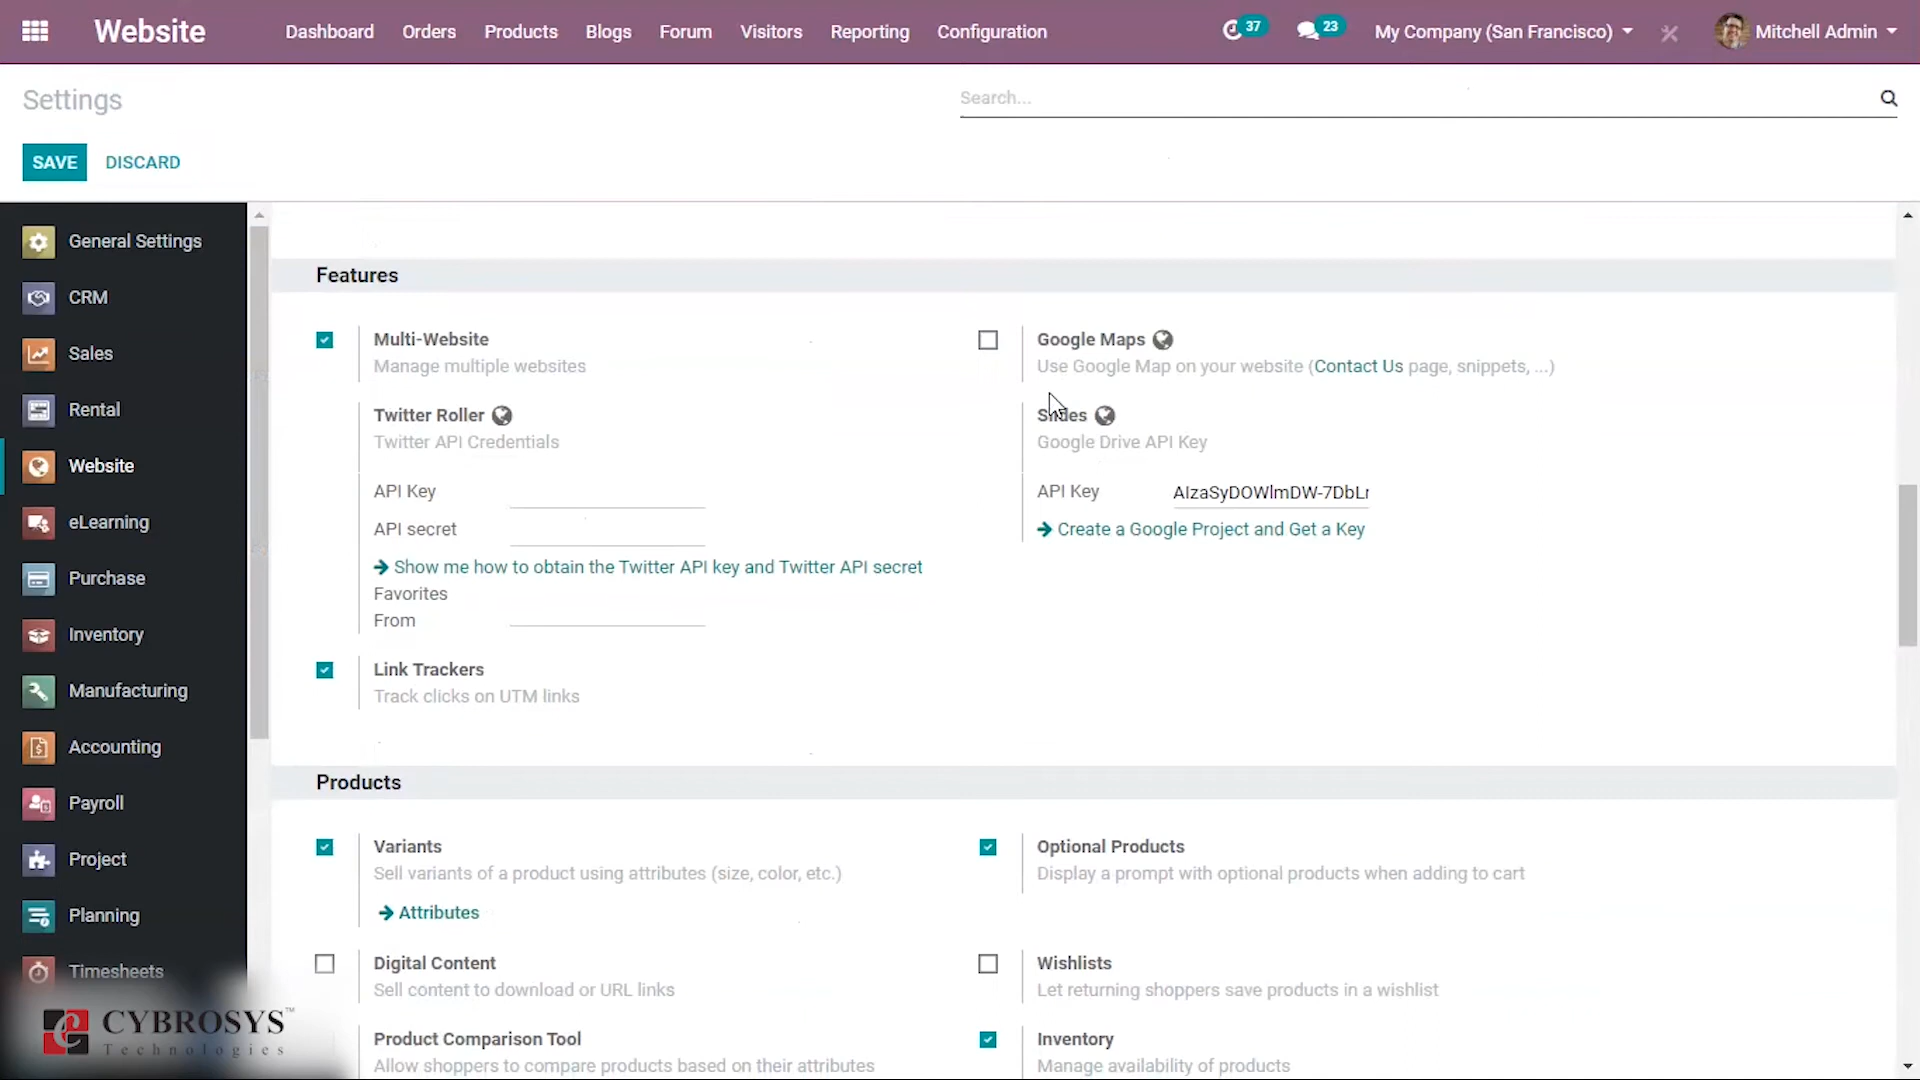 Website Dashboard Orders Products Blogs Forum Visitors Reporting Configuration 37 23 My Company (San Francisco) Mitchell Admin
Settings Search...
SAVE DISCARD
General Settings
CRM
Sales
Rental
Website
eLearning
Purchase
Inventory
Manufacturing
Accounting
Payroll
Project
Planning
Timesheets
CYBROSYS™
Technologies
Features
Multi-Website
Manage multiple websites
Google Maps
Use Google Map on your website (Contact Us page, snippets, ...)
Twitter Roller
Twitter API Credentials
API Key
API secret
Show me how to obtain the Twitter API key and Twitter API secret
Favorites
From
Slides
Google Drive API Key
API Key AIzaSyDOWlmDW-7DbLr
Create a Google Project and Get a Key
Link Trackers
Track clicks on UTM links
Products
Variants
Sell variants of a product using attributes (size, color, etc.)
Attributes
Optional Products
Display a prompt with optional products when adding to cart
Digital Content
Sell content to download or URL links
Wishlists
Let returning shoppers save products in a wishlist
Product Comparison Tool
Allow shoppers to compare products based on their attributes
Inventory
Manage availability of products